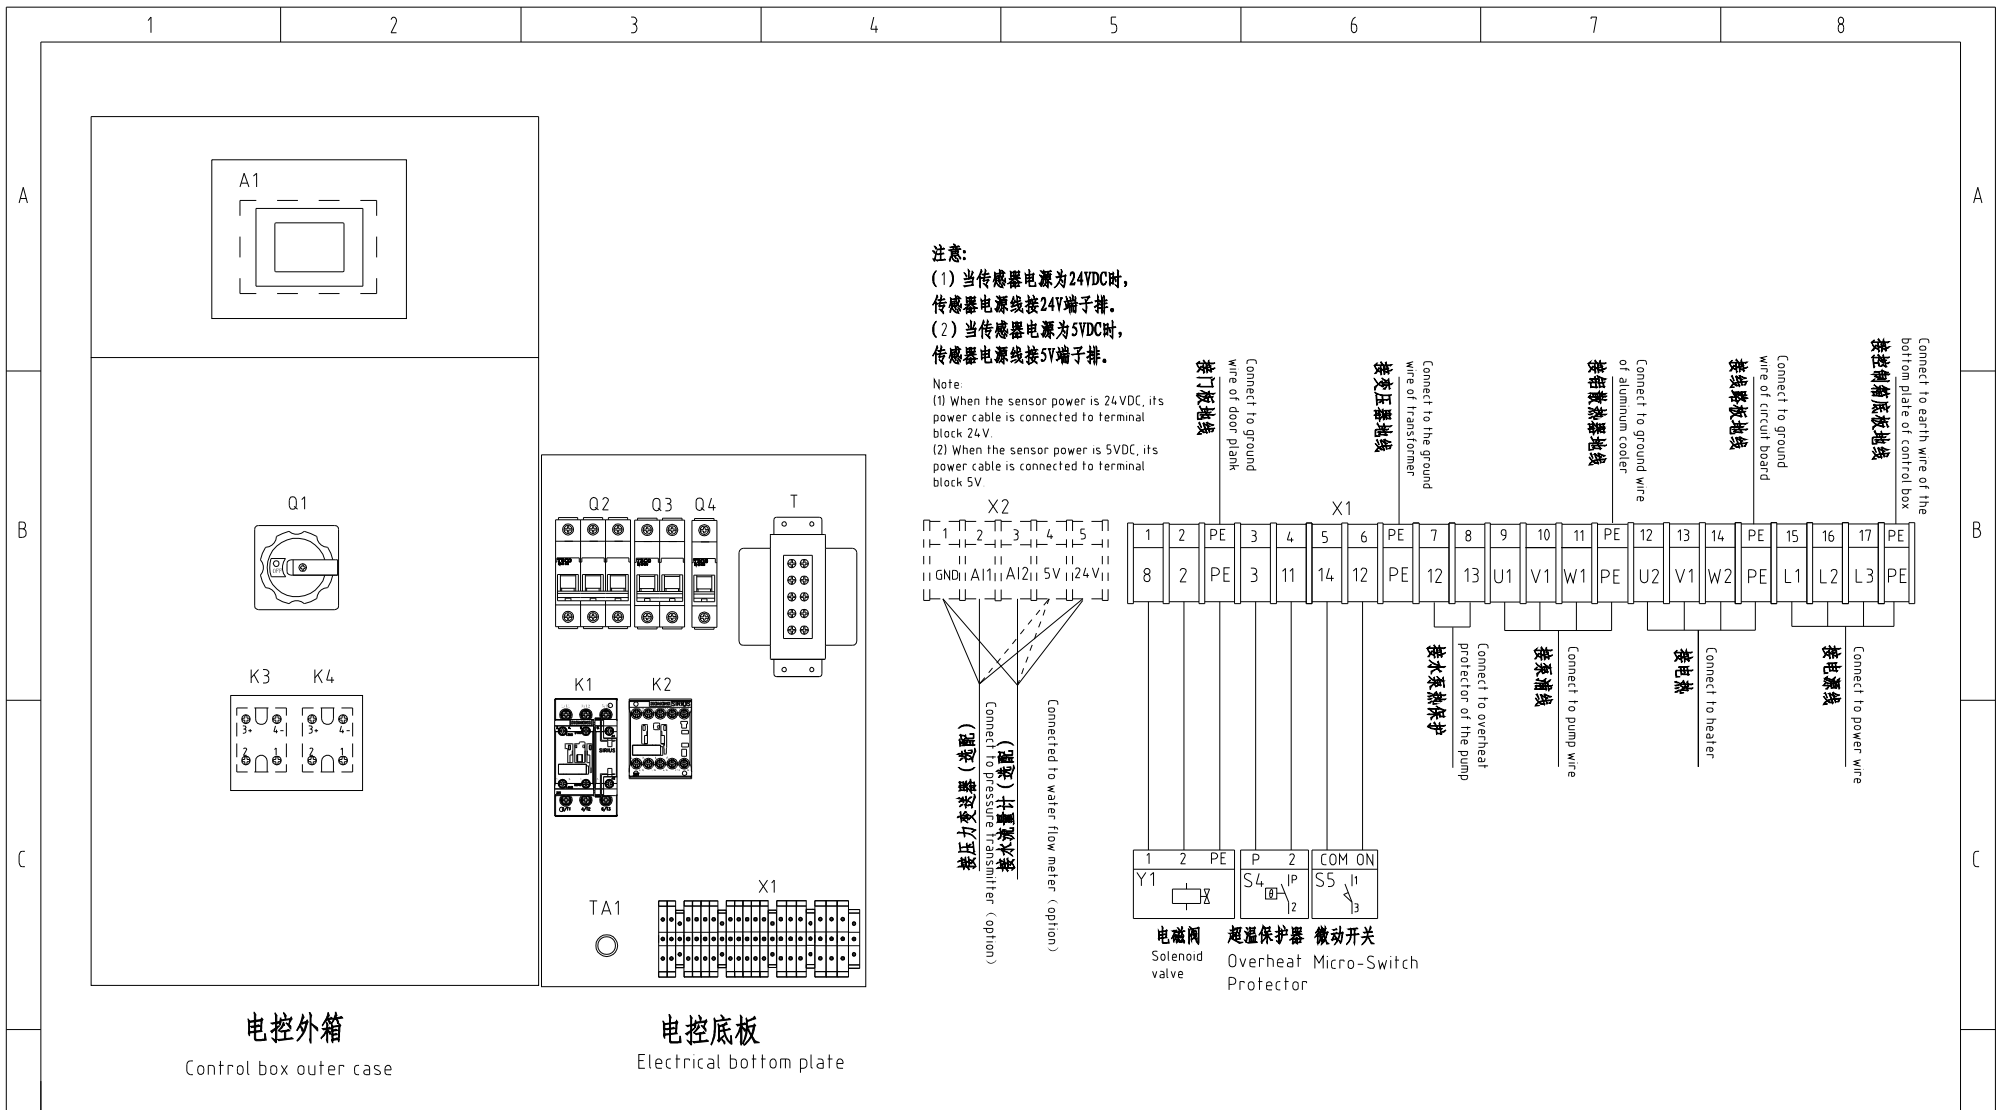 1 2 3 4 5 6 7 8
A
A
B
B
C
C
A1
Q1
K3 K4
3+ 4- 3+ 4-
2 1 2 1
OFF
电控外箱
Control box outer case
Q2 Q3 Q4 T
K1 K2
SIRIUS
SIRIUS
TA1
X1
电控底板
Electrical bottom plate
注意:
(1) 当传感器电源为24VDC时,
传感器电源线接24V端子排。
(2) 当传感器电源为5VDC时,
传感器电源线接5V端子排。
Note:
(1) When the sensor power is 24VDC, its
power cable is connected to terminal
block 24V.
(2) When the sensor power is 5VDC, its
power cable is connected to terminal
block 5V.
X2
1 2 3 4 5
GND AI1 AI2 5V 24V
接压力变送器(选配)
Connect to pressure transmitter (option)
接水流量计(选配)
Connected to water flow meter (option)
X1
1 2 PE 3 4 5 6 PE 7 8 9 10 11 PE 12 13 14 PE 15 16 17 PE
8 2 PE 3 11 14 12 PE 12 13 U1 V1 W1 PE U2 V1 W2 PE L1 L2 L3 PE
接门板地线
Connect to ground
wire of door plank
接变压器地线
Connect to the ground
wire of transformer
接铝散热器地线
Connect to ground wire
of aluminum cooler
接线路板地线
Connect to ground
wire of circuit board
接控制箱底板地线
Connect to earth wire of the
bottom plate of control box
接水泵热保护
Connect to overheat
protector of the pump
接泵浦线
Connect to pump wire
接电热
Connect to heater
接电源线
Connect to power wire
1 2 PE
Y1
电磁阀
Solenoid
valve
P 2
S4 θ P
2
超温保护器
Overheat
Protector
COM ON
S5 1
3
微动开关
Micro-Switch